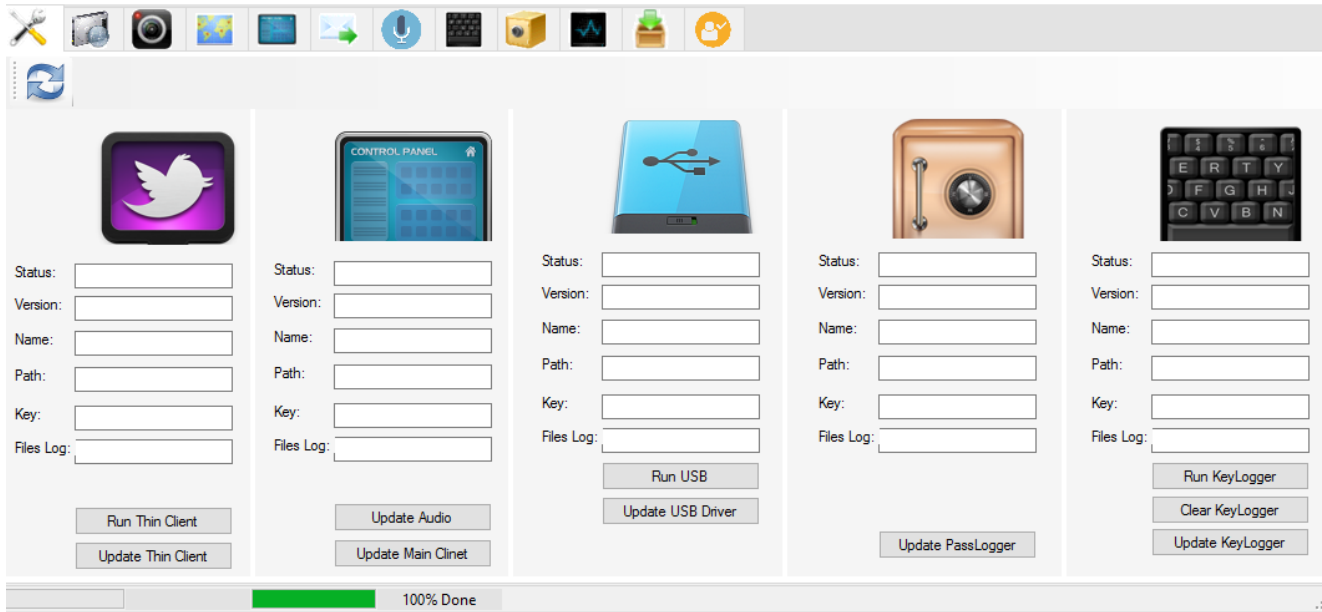 CONTROL PANEL
$ % ^
4 5 6
E R T Y
D F G H J
C V B N
Status:
Version:
Name:
Path:
Key:
Files Log:
Run Thin Client
Update Thin Client
Status:
Version:
Name:
Path:
Key:
Files Log:
Update Audio
Update Main Clinet
Status:
Version:
Name:
Path:
Key:
Files Log:
Run USB
Update USB Driver
Status:
Version:
Name:
Path:
Key:
Files Log:
Update PassLogger
Status:
Version:
Name:
Path:
Key:
Files Log:
Run KeyLogger
Clear KeyLogger
Update KeyLogger
100% Done